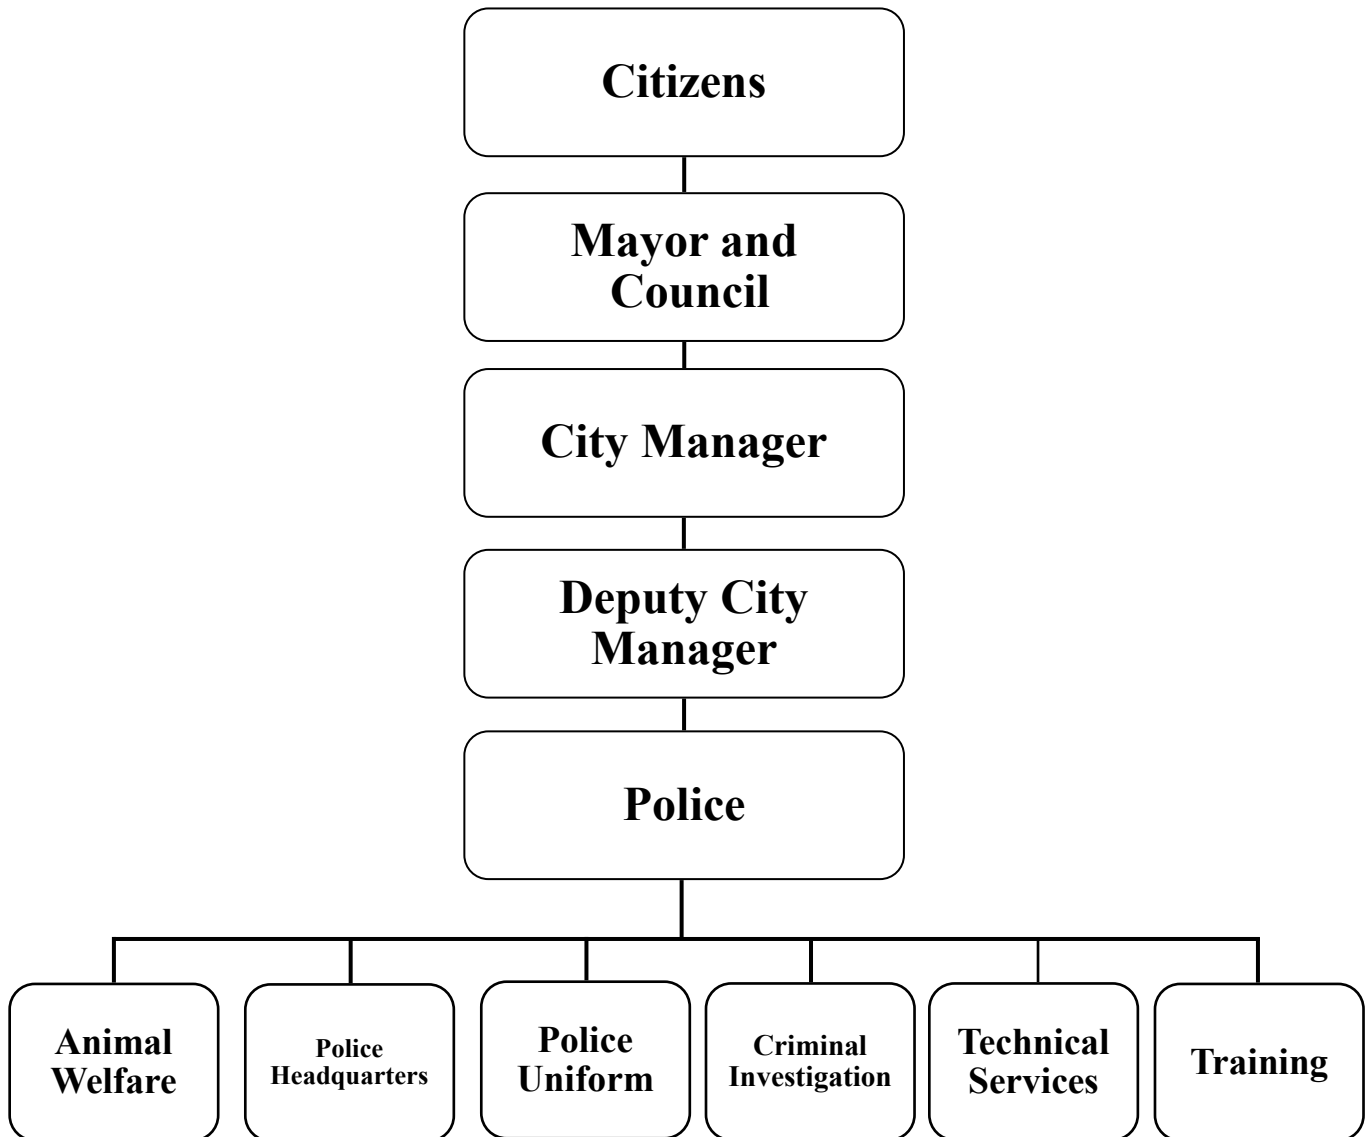 Citizens
Mayor and
Council
City Manager
Deputy City
Manager
Police
Animal
Welfare
Police
Headquarters
Police
Uniform
Criminal
Investigation
Technical
Services
Training